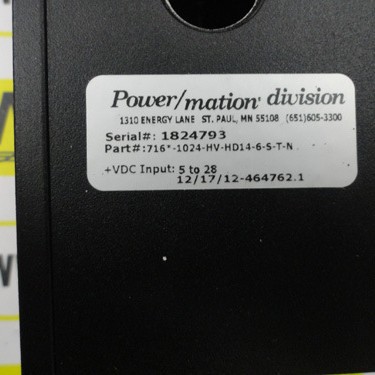 Power/mation division
1310 ENERGY LANE ST. PAUL, MN 55108 (651)605-3300
Serial#: 1824793
Part#:716*-1024-HV-HD14-6-S-T-N
+VDC Input: 5 to 28
12/17/12-464762.1